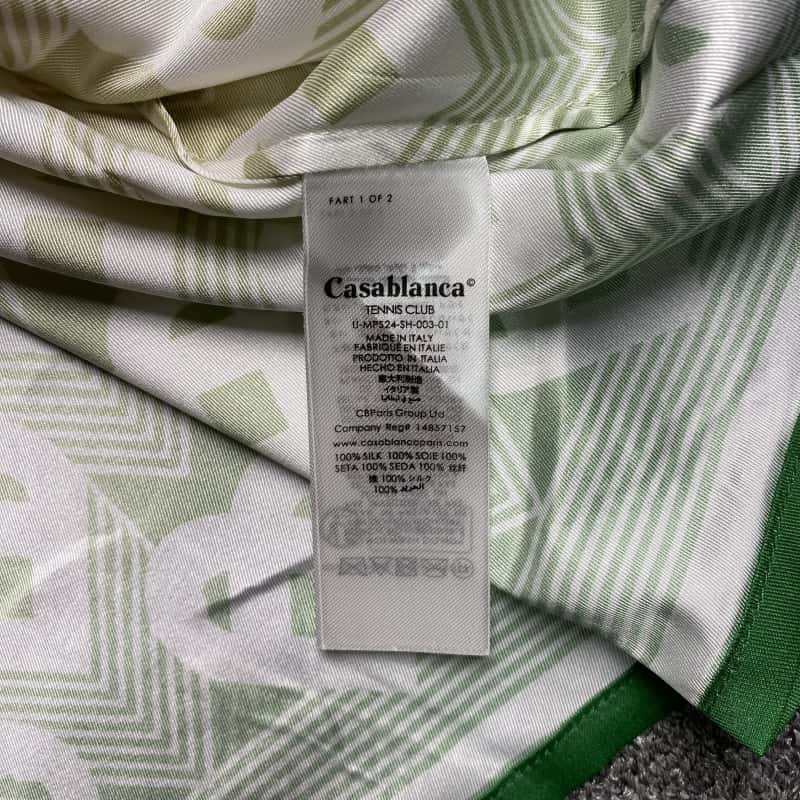 PART 1 OF 2
Casablanca©
TENNIS CLUB
U-MPS24-SH-003-01
MADE IN ITALY
FABRIQUE EN ITALIE
PRODOTTO IN ITALIA
HECHO EN ITALIA
意大利制造
イタリア製
صنع في ايطاليا
CBParis Group Ltd
Company Reg# 14857157
www.casablancaparis.com
100% SILK 100% SOIE 100%
SETA 100% SEDA 100% 丝纤
维 100% シルク
100% الحرير